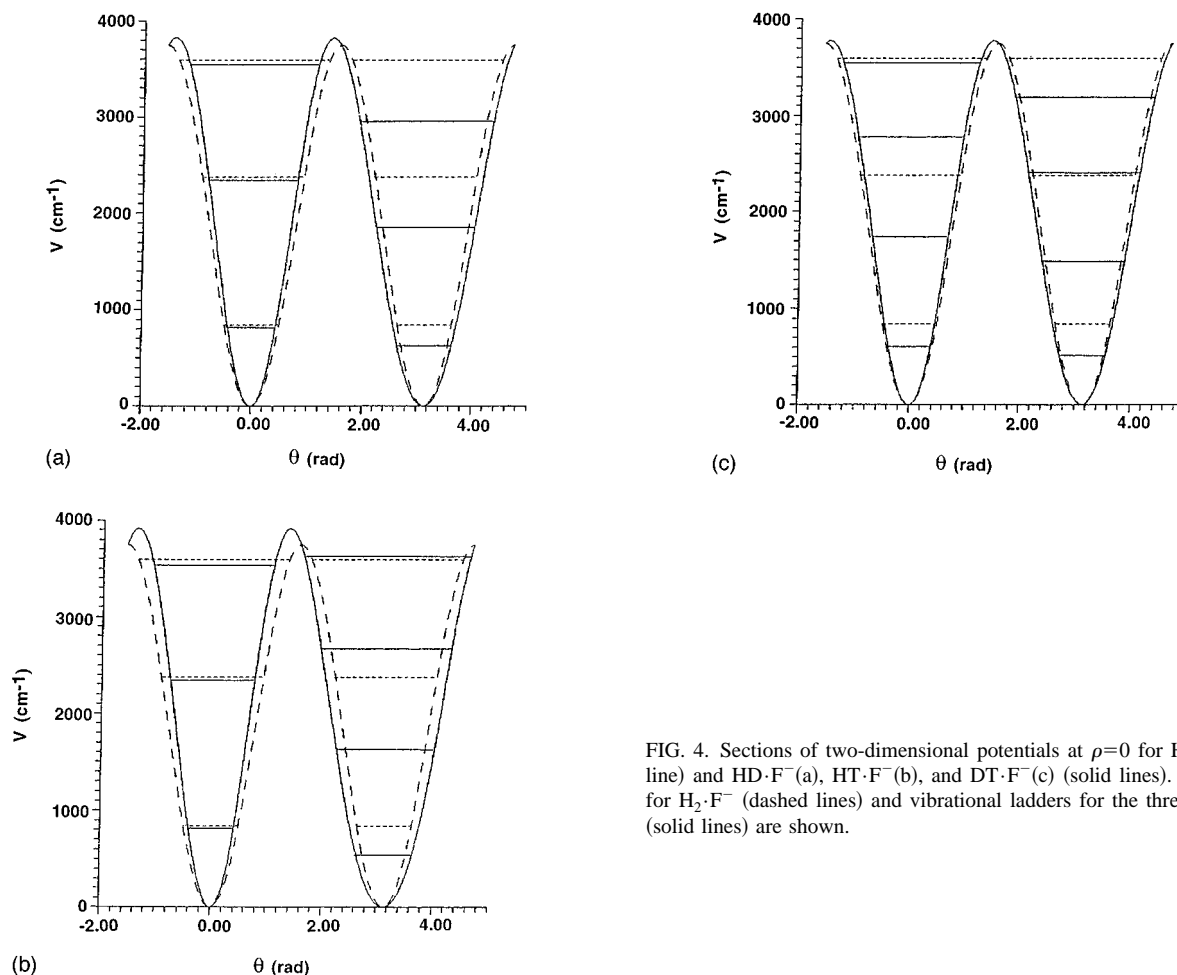 4000
3000
2000
1000
0
-2.00
0.00
2.00
4.00
V (cm⁻¹)
θ (rad)
(a)
4000
3000
2000
1000
0
-2.00
0.00
2.00
4.00
V (cm⁻¹)
θ (rad)
(c)
4000
3000
2000
1000
0
-2.00
0.00
2.00
4.00
V (cm⁻¹)
θ (rad)
(b)
FIG. 4. Sections of two-dimensional potentials at ρ=0 for
line) and HD·F⁻(a), HT·F⁻(b), and DT·F⁻(c) (solid lines).
for H₂·F⁻ (dashed lines) and vibrational ladders for the
(solid lines) are shown.